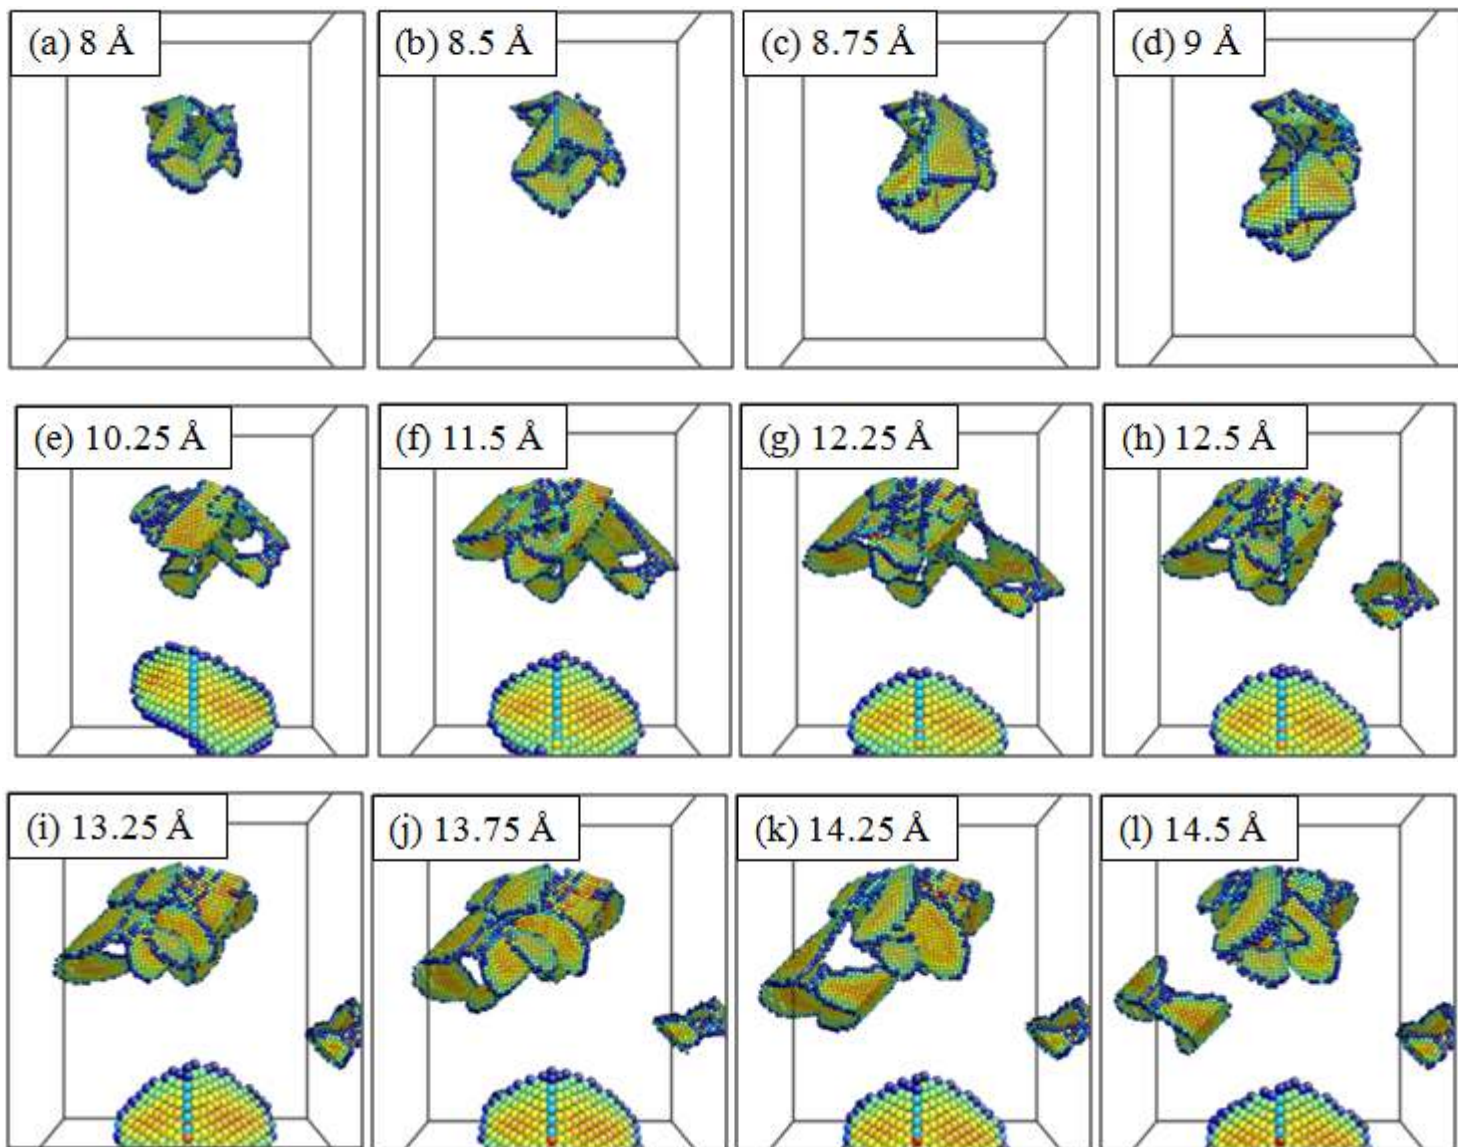 (a) 8 Å
(b) 8.5 Å
(c) 8.75 Å
(d) 9 Å
(e) 10.25 Å
(f) 11.5 Å
(g) 12.25 Å
(h) 12.5 Å
(i) 13.25 Å
(j) 13.75 Å
(k) 14.25 Å
(l) 14.5 Å